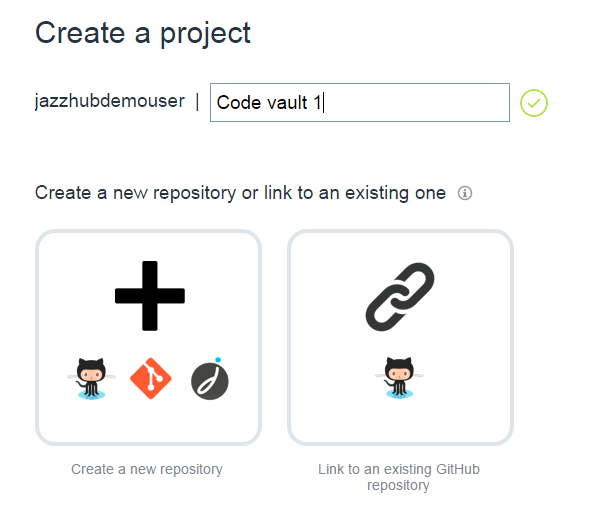 Create a project
jazzhubdemouser | Code vault 1
Create a new repository or link to an existing one
Create a new repository
Link to an existing GitHub
repository